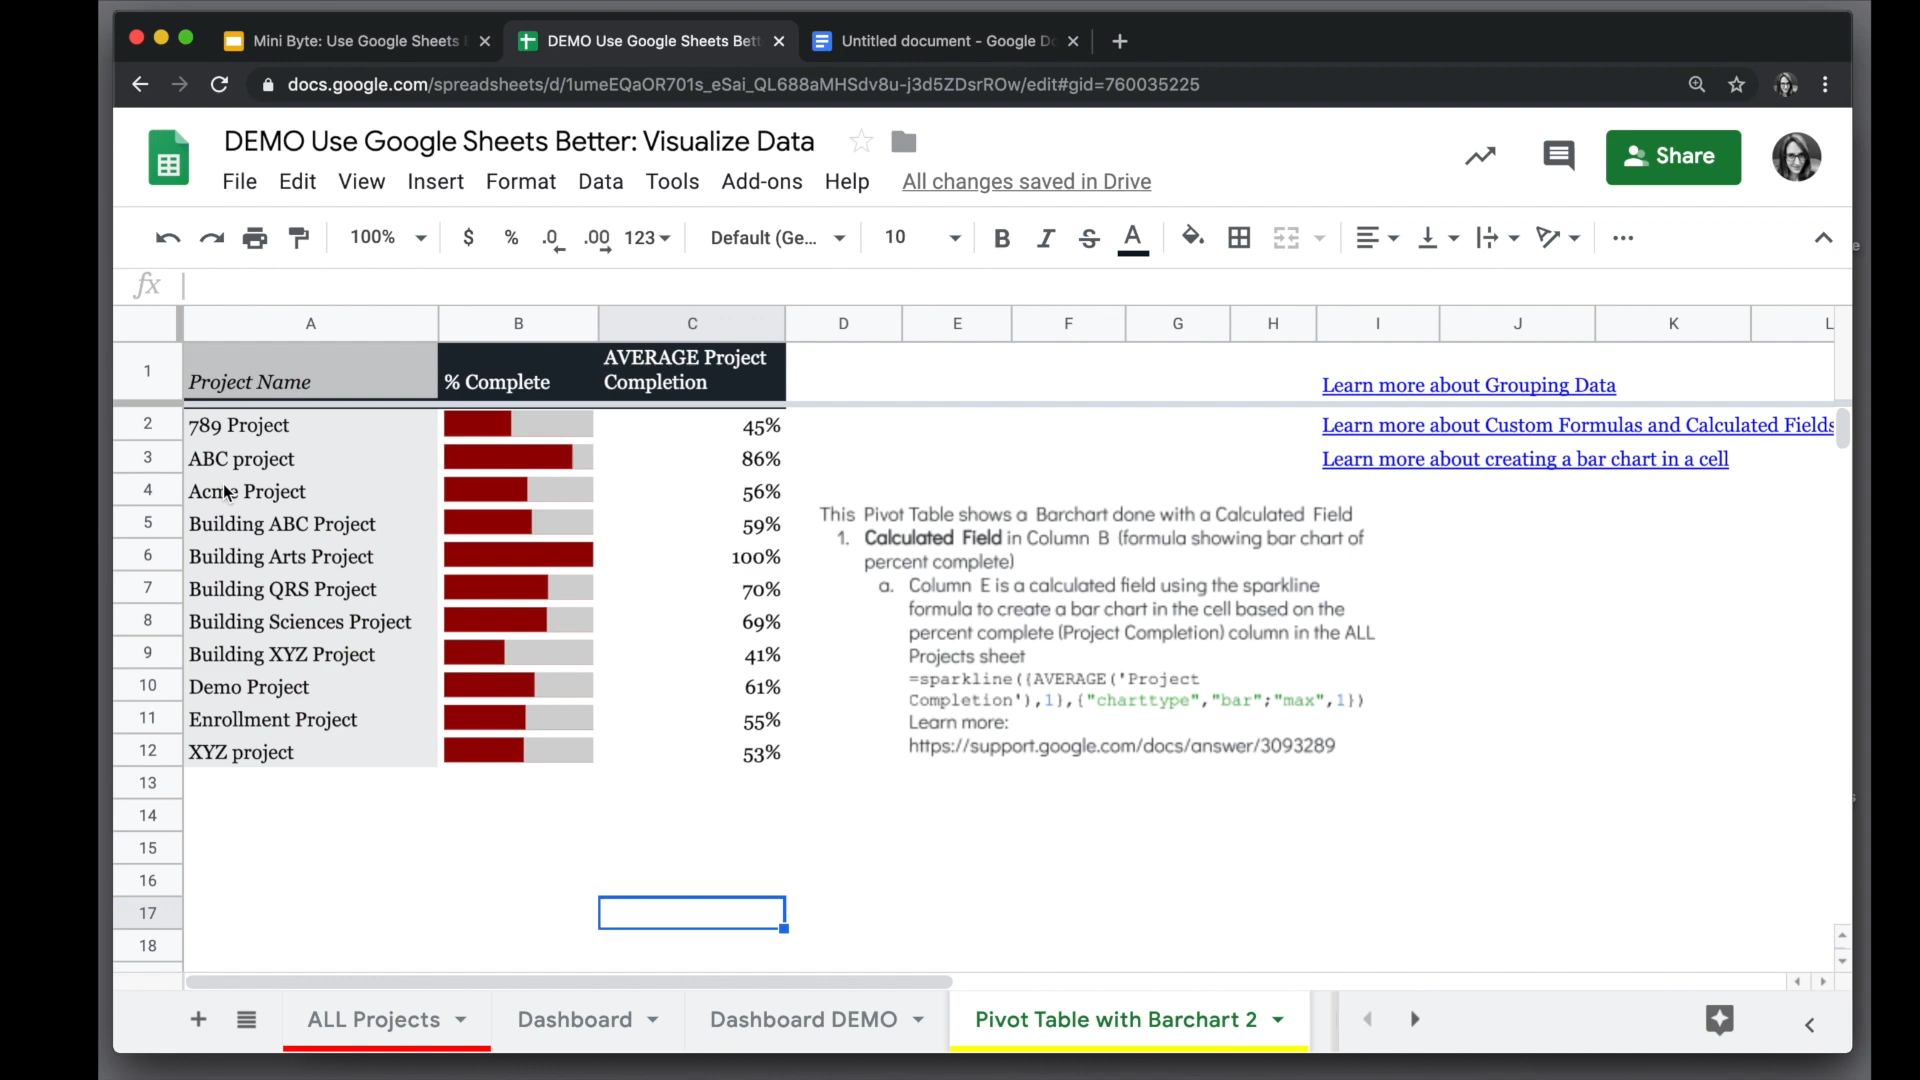 Mini Byte: Use Google Sheets
DEMO Use Google Sheets Bett
Untitled document - Google Do
docs.google.com/spreadsheets/d/1umeEQaOR701s_eSai_QL688aMHSdv8u-j3d5ZDsrROw/edit#gid=760035225
DEMO Use Google Sheets Better: Visualize Data
Share
File Edit View Insert Format Data Tools Add-ons Help All changes saved in Drive
100% $ % .0 .00 123 Default (Ge... 10 B I S A
fx
A B C D E F G H I J K L
1 Project Name % Complete AVERAGE Project Completion Learn more about Grouping Data
2 789 Project 45% Learn more about Custom Formulas and Calculated Fields
3 ABC project 86% Learn more about creating a bar chart in a cell
4 Acme Project 56%
5 Building ABC Project 59%
6 Building Arts Project 100%
7 Building QRS Project 70%
8 Building Sciences Project 69%
9 Building XYZ Project 41%
10 Demo Project 61%
11 Enrollment Project 55%
12 XYZ project 53%
13
14
15
16
17
18
This Pivot Table shows a Barchart done with a Calculated Field
1. Calculated Field in Column B (formula showing bar chart of
percent complete)
a. Column E is a calculated field using the sparkline
formula to create a bar chart in the cell based on the
percent complete (Project Completion) column in the ALL
Projects sheet
=sparkline({AVERAGE('Project
Completion'),1},{"charttype","bar";"max",1})
Learn more:
https://support.google.com/docs/answer/3093289
ALL Projects Dashboard Dashboard DEMO Pivot Table with Barchart 2